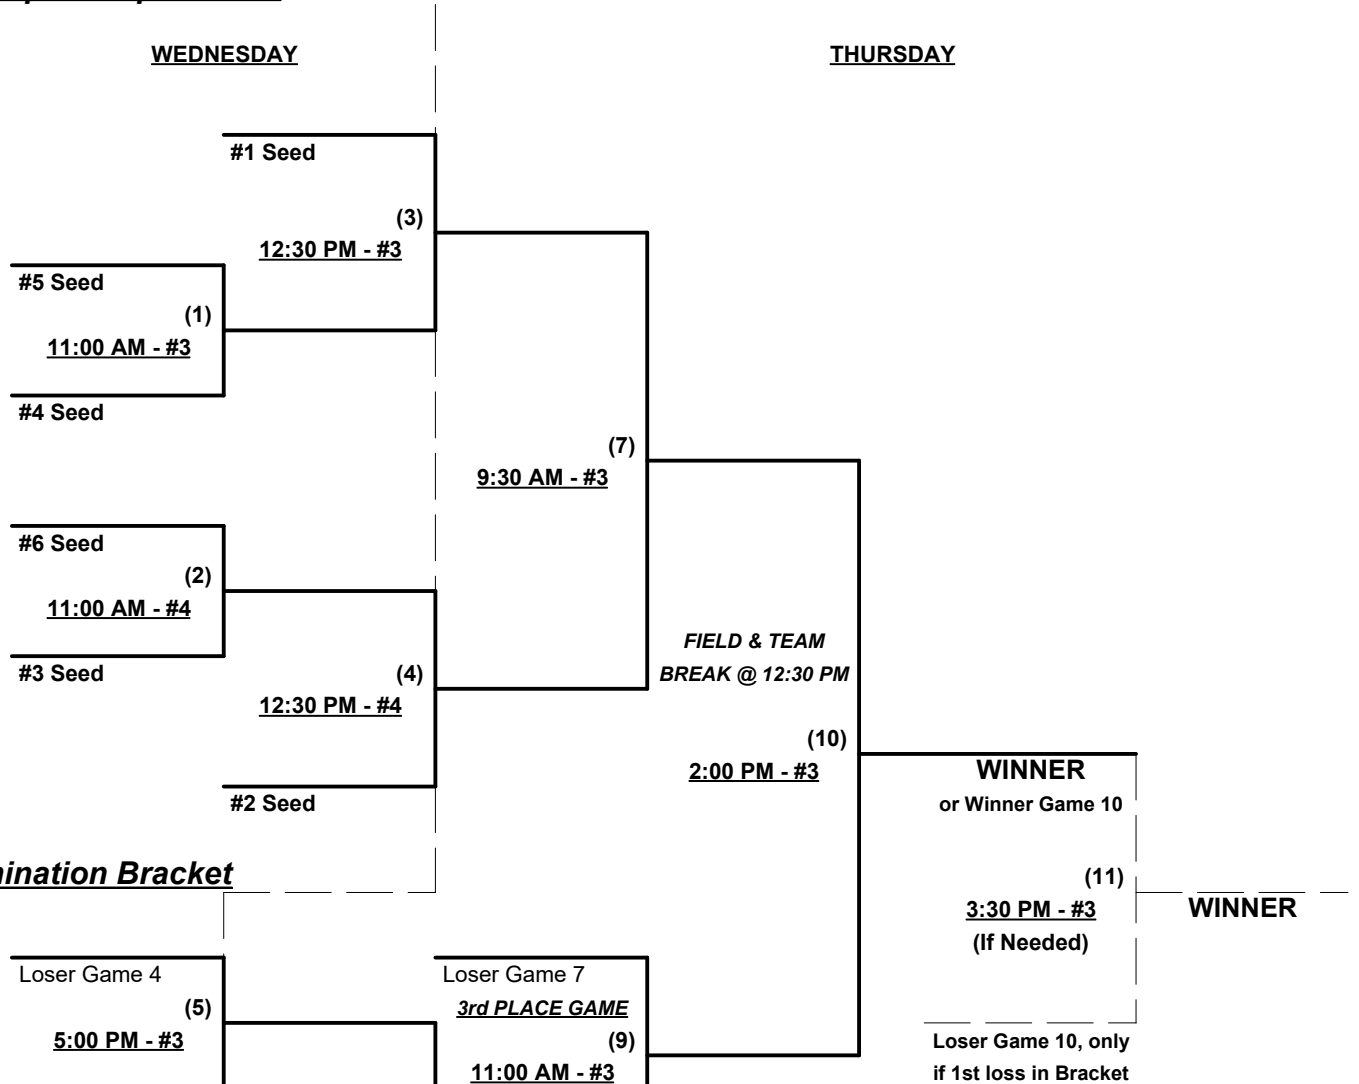 WEDNESDAY
THURSDAY
#1 Seed
(3)
12:30 PM - #3
#5 Seed
(1)
11:00 AM - #3
#4 Seed
(7)
9:30 AM - #3
#6 Seed
(2)
11:00 AM - #4
#3 Seed
(4)
12:30 PM - #4
#2 Seed
FIELD & TEAM
BREAK @ 12:30 PM
(10)
2:00 PM - #3
WINNER
or Winner Game 10
(11)
3:30 PM - #3
(If Needed)
WINNER
ination Bracket
Loser Game 4
(5)
5:00 PM - #3
Loser Game 7
3rd PLACE GAME
(9)
11:00 AM - #3
Loser Game 10, only
if 1st loss in Bracket